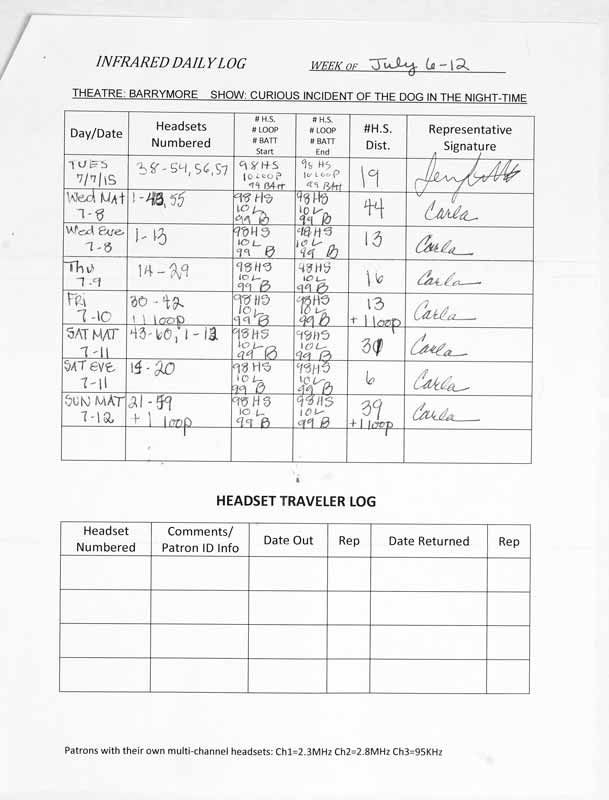 INFRARED DAILY LOG WEEK OF July 6-12
THEATRE: BARRYMORE SHOW: CURIOUS INCIDENT OF THE DOG IN THE NIGHT-TIME
Day/Date Headsets Numbered # H.S. # LOOP # BATT Start # H.S. # LOOP # BATT End #H.S. Dist. Representative Signature
TUES 7/7/15 38-54, 56, 57 98 HS 10 LOOP 99 BATT 98 HS 10 LOOP 99 BATT 19
Wed MAT 7-8 1-43, 55 98 HS 10 L 99 B 98 HS 10 L 99 B 44 Carla
Wed Eve 7-8 1-13 98 HS 10 L 99 B 98 HS 10 L 99 B 13 Carla
Thu 7-9 14-29 98 HS 10 L 99 B 98 HS 10 L 99 B 16 Carla
FRI 7-10 30-42 + 1 loop 98 HS 10 L 99 B 98 HS 10 L 99 B 13 + 1 loop Carla
SAT MAT 7-11 43-60, 1-12 98 HS 10 L 99 B 98 HS 10 L 99 B Carla
SAT EVE 7-11 98 HS 10 L 99 B 98 HS 10 L 99 B 6 Carla
SUN MAT 7-12 21-59 + 1 loop 98 HS 10 L 99 B 98 HS 10 L 99 B 39 + 1 loop Carla
HEADSET TRAVELER LOG
Headset Numbered Comments/ Patron ID Info Date Out Rep Date Returned Rep
Patrons with their own multi-channel headsets: Ch1=2.3MHz Ch2=2.8MHz Ch3=95KHz